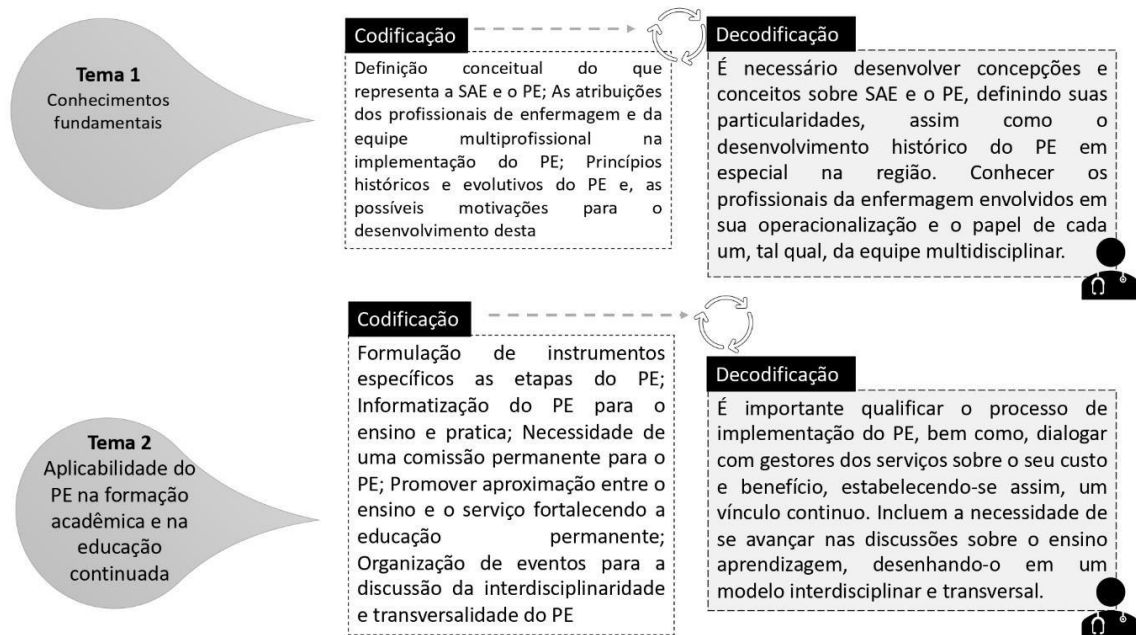 Tema 1
Conhecimentos
fundamentais
Codificação
Definição conceitual do que
representa a SAE e o PE; As atribuições
dos profissionais de enfermagem e da
equipe multiprofissional na
implementação do PE; Princípios
históricos e evolutivos do PE e, as
possíveis motivações para o
desenvolvimento desta
Decodificação
É necessário desenvolver concepções e
conceitos sobre SAE e o PE, definindo suas
particularidades, assim como o
desenvolvimento histórico do PE em
especial na região. Conhecer os
profissionais da enfermagem envolvidos em
sua operacionalização e o papel de cada
um, tal qual, da equipe multidisciplinar.
Tema 2
Aplicabilidade do
PE na formação
acadêmica e na
educação
continuada
Codificação
Formulação de instrumentos
específicos as etapas do PE;
Informatização do PE para o
ensino e pratica; Necessidade de
uma comissão permanente para o
PE; Promover aproximação entre o
ensino e o serviço fortalecendo a
educação permanente;
Organização de eventos para a
discussão da interdisciplinaridade
e transversalidade do PE
Decodificação
É importante qualificar o processo de
implementação do PE, bem como, dialogar
com gestores dos serviços sobre o seu custo
e benefício, estabelecendo-se assim, um
vínculo continuo. Incluem a necessidade de
se avançar nas discussões sobre o ensino
aprendizagem, desenhando-o em um
modelo interdisciplinar e transversal.